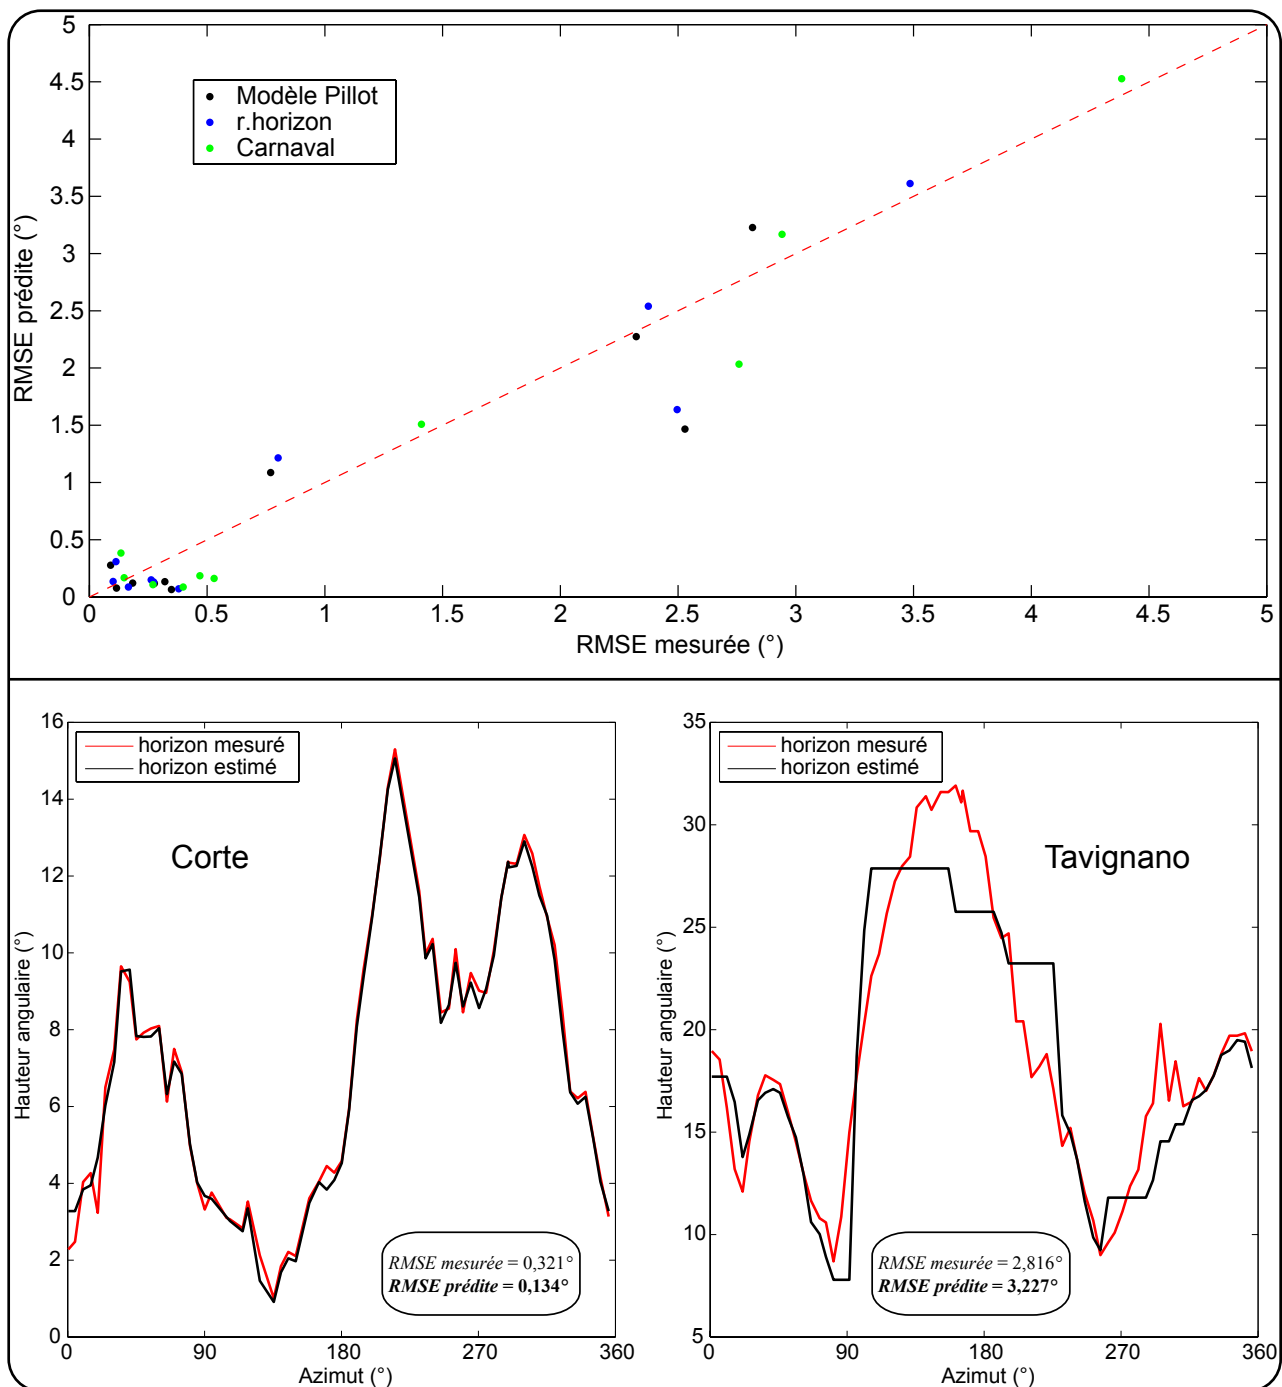 5
4.5
4
3.5
3
2.5
2
1.5
1
0.5
0
RMSE prédite (°)
Modèle Pillot
r.horizon
Carnaval
0 0.5 1 1.5 2 2.5 3 3.5 4 4.5 5
RMSE mesurée (°)
16
14
12
10
8
6
4
2
0
Hauteur angulaire (°)
horizon mesuré
horizon estimé
Corte
RMSE mesurée = 0,321°
RMSE prédite = 0,134°
0 90 180 270 360
Azimut (°)
35
30
25
20
15
10
5
Hauteur angulaire (°)
horizon mesuré
horizon estimé
Tavignano
RMSE mesurée = 2,816°
RMSE prédite = 3,227°
0 90 180 270 360
Azimut (°)